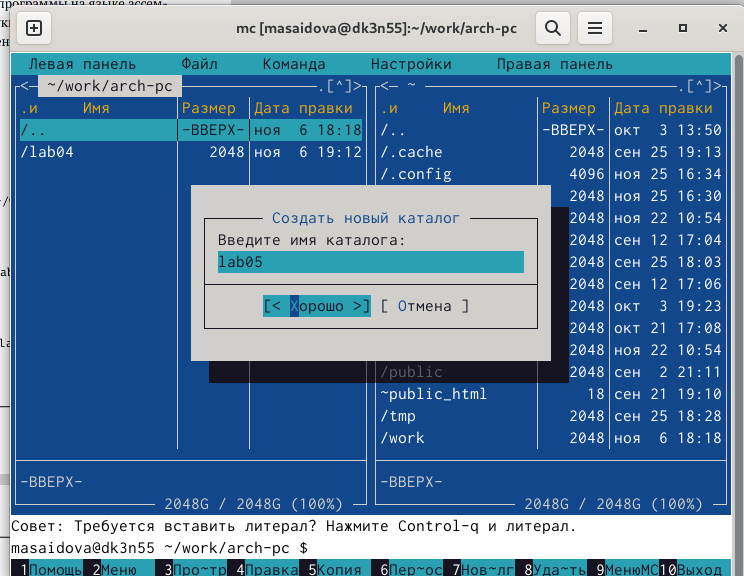 программы на языке ассем-
mc [masaidova@dk3n55]:~/work/arch-pc
Левая панель Файл Команда Настройки Правая панель
<— ~/work/arch-pc .[^]> <— ~ .[^]>
.и Имя Размер Дата правки .и Имя Размер Дата правки
/.. -ВВЕРХ- ноя 6 18:18 /.. -ВВЕРХ- окт 3 13:50
/lab04 2048 ноя 6 19:12 /.cache 2048 сен 25 19:13
/.config 4096 ноя 25 16:34
2048 ноя 25 16:30
Создать новый каталог 2048 ноя 22 10:54
Введите имя каталога: 2048 сен 12 17:04
lab05 2048 сен 25 18:03
2048 сен 12 17:06
[< Хорошо >] [ Отмена ] 2048 окт 3 19:23
2048 окт 21 17:08
2048 ноя 22 10:54
/public 2048 сен 2 21:11
~public_html 18 сен 21 19:10
/tmp 2048 сен 25 18:28
/work 2048 ноя 6 18:18
-ВВЕРХ- -ВВЕРХ-
2048G / 2048G (100%) 2048G / 2048G (100%)
Совет: Требуется вставить литерал? Нажмите Control-q и литерал.
masaidova@dk3n55 ~/work/arch-pc $
1Помощь 2Меню 3Про~тр 4Правка 5Копия 6Пер~ос 7Нов~лг 8Уда~ть 9МенюMC 10Выход